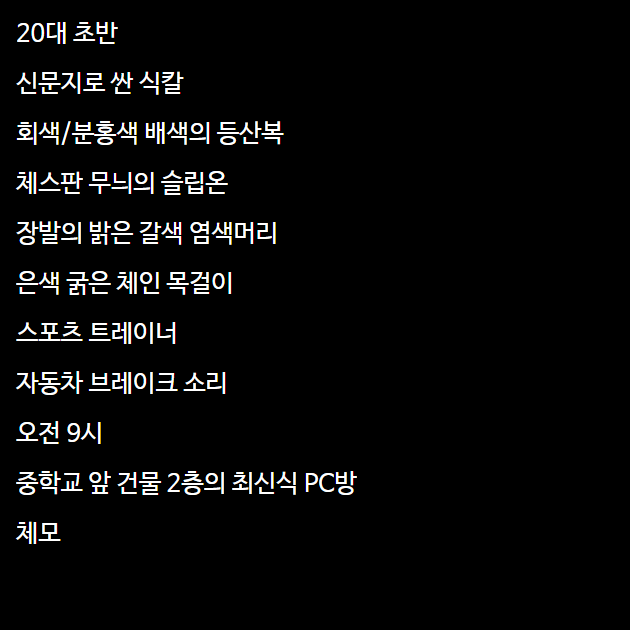 20대 초반
신문지로 싼 식칼
회색/분홍색 배색의 등산복
체스판 무늬의 슬립온
장발의 밝은 갈색 염색머리
은색 굵은 체인 목걸이
스포츠 트레이너
자동차 브레이크 소리
오전 9시
중학교 앞 건물 2층의 최신식 PC방
체모